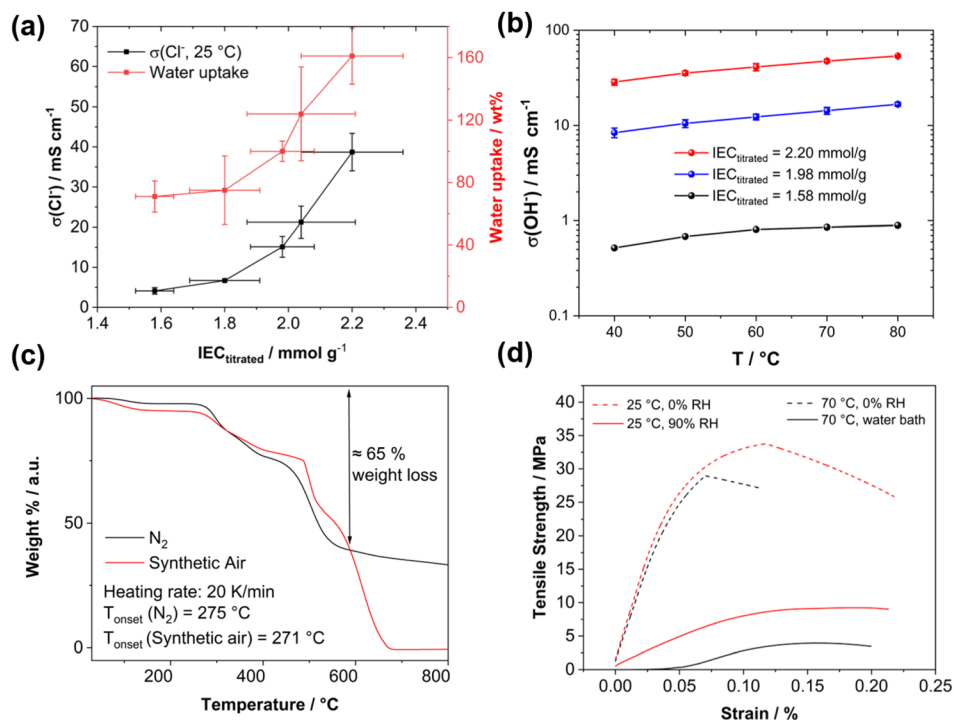 (a)
70
60
50
40
30
20
10
0
σ(Cl⁻) / mS cm⁻¹
σ(Cl⁻, 25 °C)
Water uptake
160
120
80
40
0
Water uptake / wt%
1.4 1.6 1.8 2.0 2.2 2.4
IECtitrated / mmol g⁻¹
(b)
100
10
1
0.1
σ(OH⁻) / mS cm⁻¹
IECtitrated = 2.20 mmol/g
IECtitrated = 1.98 mmol/g
IECtitrated = 1.58 mmol/g
40 50 60 70 80
T / °C
(c)
100
50
0
Weight % / a.u.
≈ 65 %
weight loss
N₂
Synthetic Air
Heating rate: 20 K/min
Tonset (N₂) = 275 °C
Tonset (Synthetic air) = 271 °C
200 400 600 800
Temperature / °C
(d)
40
35
30
25
20
15
10
5
0
Tensile Strength / MPa
25 °C, 0% RH
25 °C, 90% RH
70 °C, 0% RH
70 °C, water bath
0.00 0.05 0.10 0.15 0.20 0.25
Strain / %